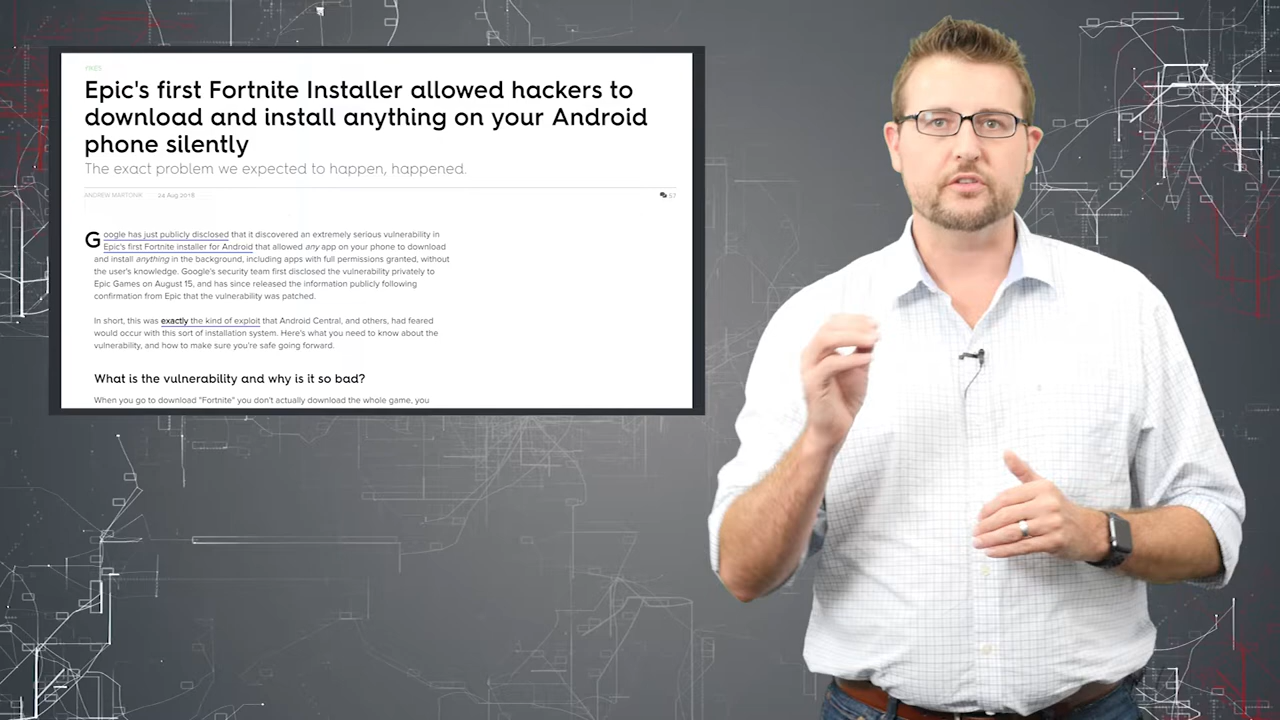 FIXES
Epic's first Fortnite Installer allowed hackers to
download and install anything on your Android
phone silently
The exact problem we expected to happen, happened.
ANDREW MARTONIK 24 Aug 2018 57
Google has just publicly disclosed that it discovered an extremely serious vulnerability in
Epic's first Fortnite installer for Android that allowed any app on your phone to download
and install anything in the background, including apps with full permissions granted, without
the user's knowledge. Google's security team first disclosed the vulnerability privately to
Epic Games on August 15, and has since released the information publicly following
confirmation from Epic that the vulnerability was patched.
In short, this was exactly the kind of exploit that Android Central, and others, had feared
would occur with this sort of installation system. Here's what you need to know about the
vulnerability, and how to make sure you're safe going forward.
What is the vulnerability and why is it so bad?
When you go to download "Fortnite" you don't actually download the whole game, you